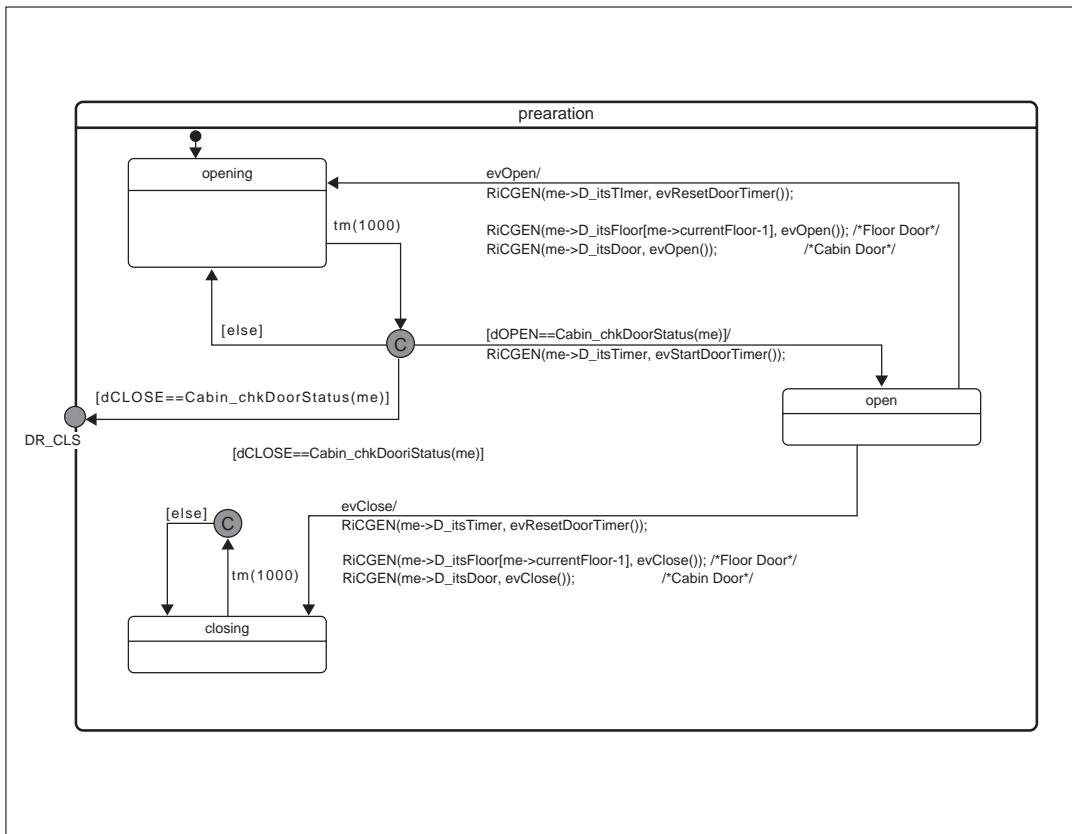 prearation
opening
evOpen/
RiCGEN(me->D_itsTImer, evResetDoorTimer());
tm(1000)
RiCGEN(me->D_itsFloor[me->currentFloor-1], evOpen()); /*Floor Door*/
RiCGEN(me->D_itsDoor, evOpen()); /*Cabin Door*/
[else]
C
[dOPEN==Cabin_chkDoorStatus(me)]/
RiCGEN(me->D_itsTimer, evStartDoorTimer());
[dCLOSE==Cabin_chkDoorStatus(me)]
open
DR_CLS
[dCLOSE==Cabin_chkDooriStatus(me)]
evClose/
[else]
C
RiCGEN(me->D_itsTimer, evResetDoorTimer());
RiCGEN(me->D_itsFloor[me->currentFloor-1], evClose()); /*Floor Door*/
tm(1000)
RiCGEN(me->D_itsDoor, evClose()); /*Cabin Door*/
closing